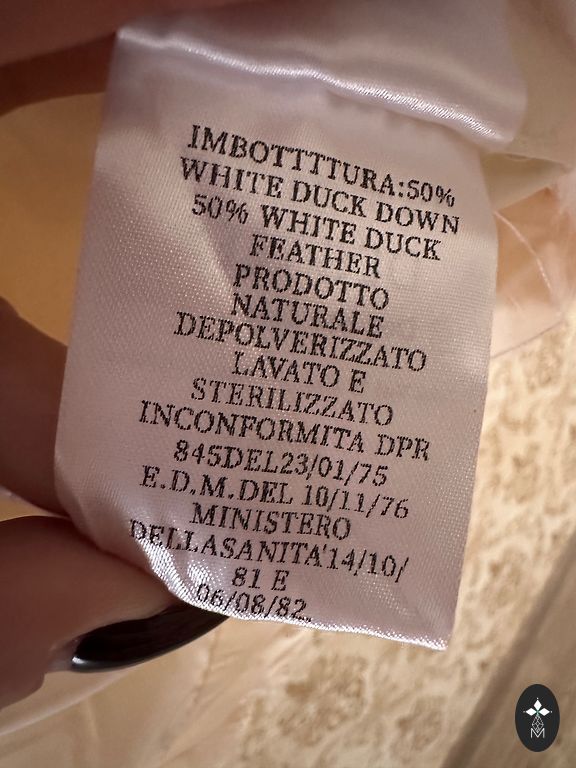 IMBOTTTTURA:50%
WHITE DUCK DOWN
50% WHITE DUCK
FEATHER
PRODOTTO
NATURALE
DEPOLVERIZZATO
LAVATO E
STERILIZZATO
INCONFORMITA DPR
845DEL23/01/75
E.D.M.DEL 10/11/76
MINISTERO
DELLASANITA'14/10/
81 E
06/08/82.
M